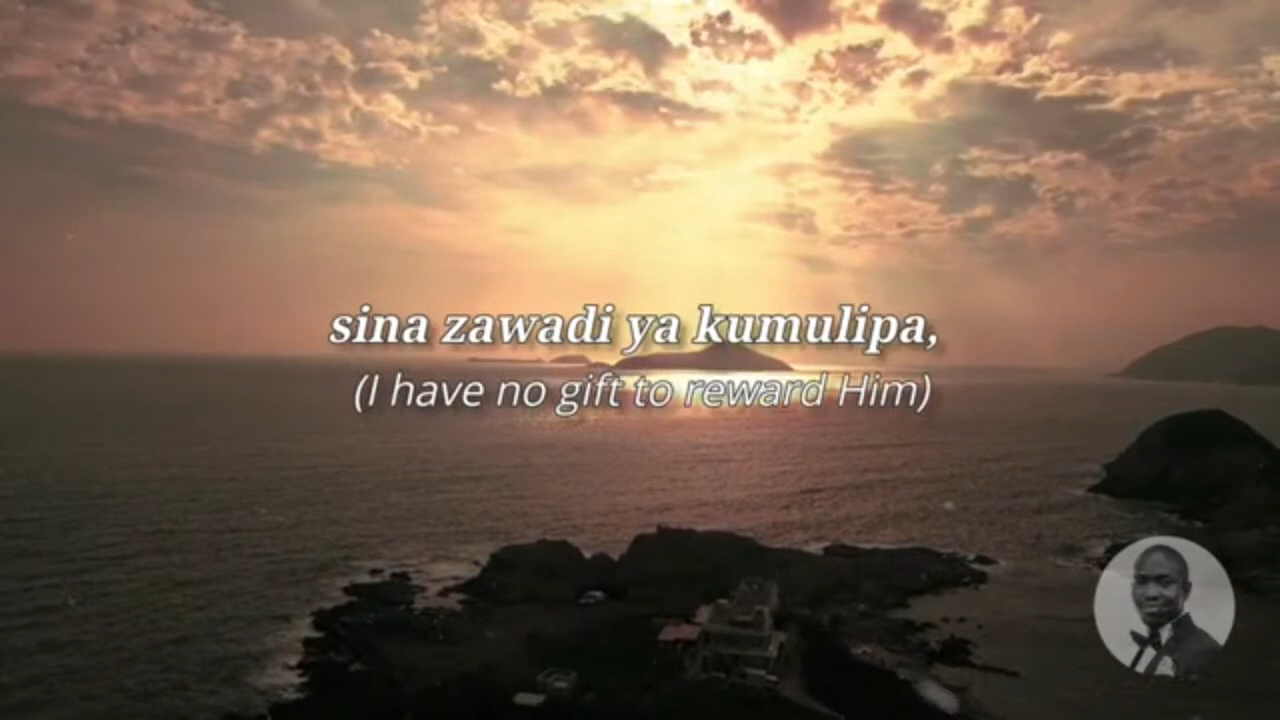 sina zawadi ya kumulipa,
(I have no gift to reward Him)